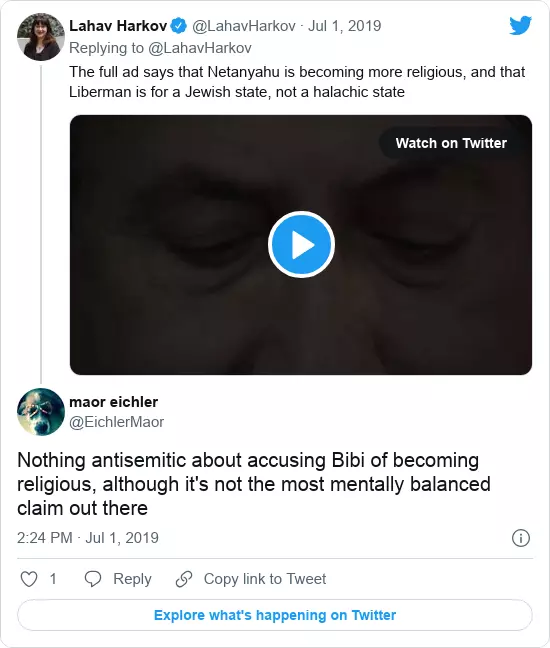 Lahav Harkov @LahavHarkov · Jul 1, 2019
Replying to @LahavHarkov
The full ad says that Netanyahu is becoming more religious, and that
Liberman is for a Jewish state, not a halachic state
Watch on Twitter
maor eichler
@EichlerMaor
Nothing antisemitic about accusing Bibi of becoming
religious, although it's not the most mentally balanced
claim out there
2:24 PM · Jul 1, 2019
1 Reply Copy link to Tweet
Explore what's happening on Twitter